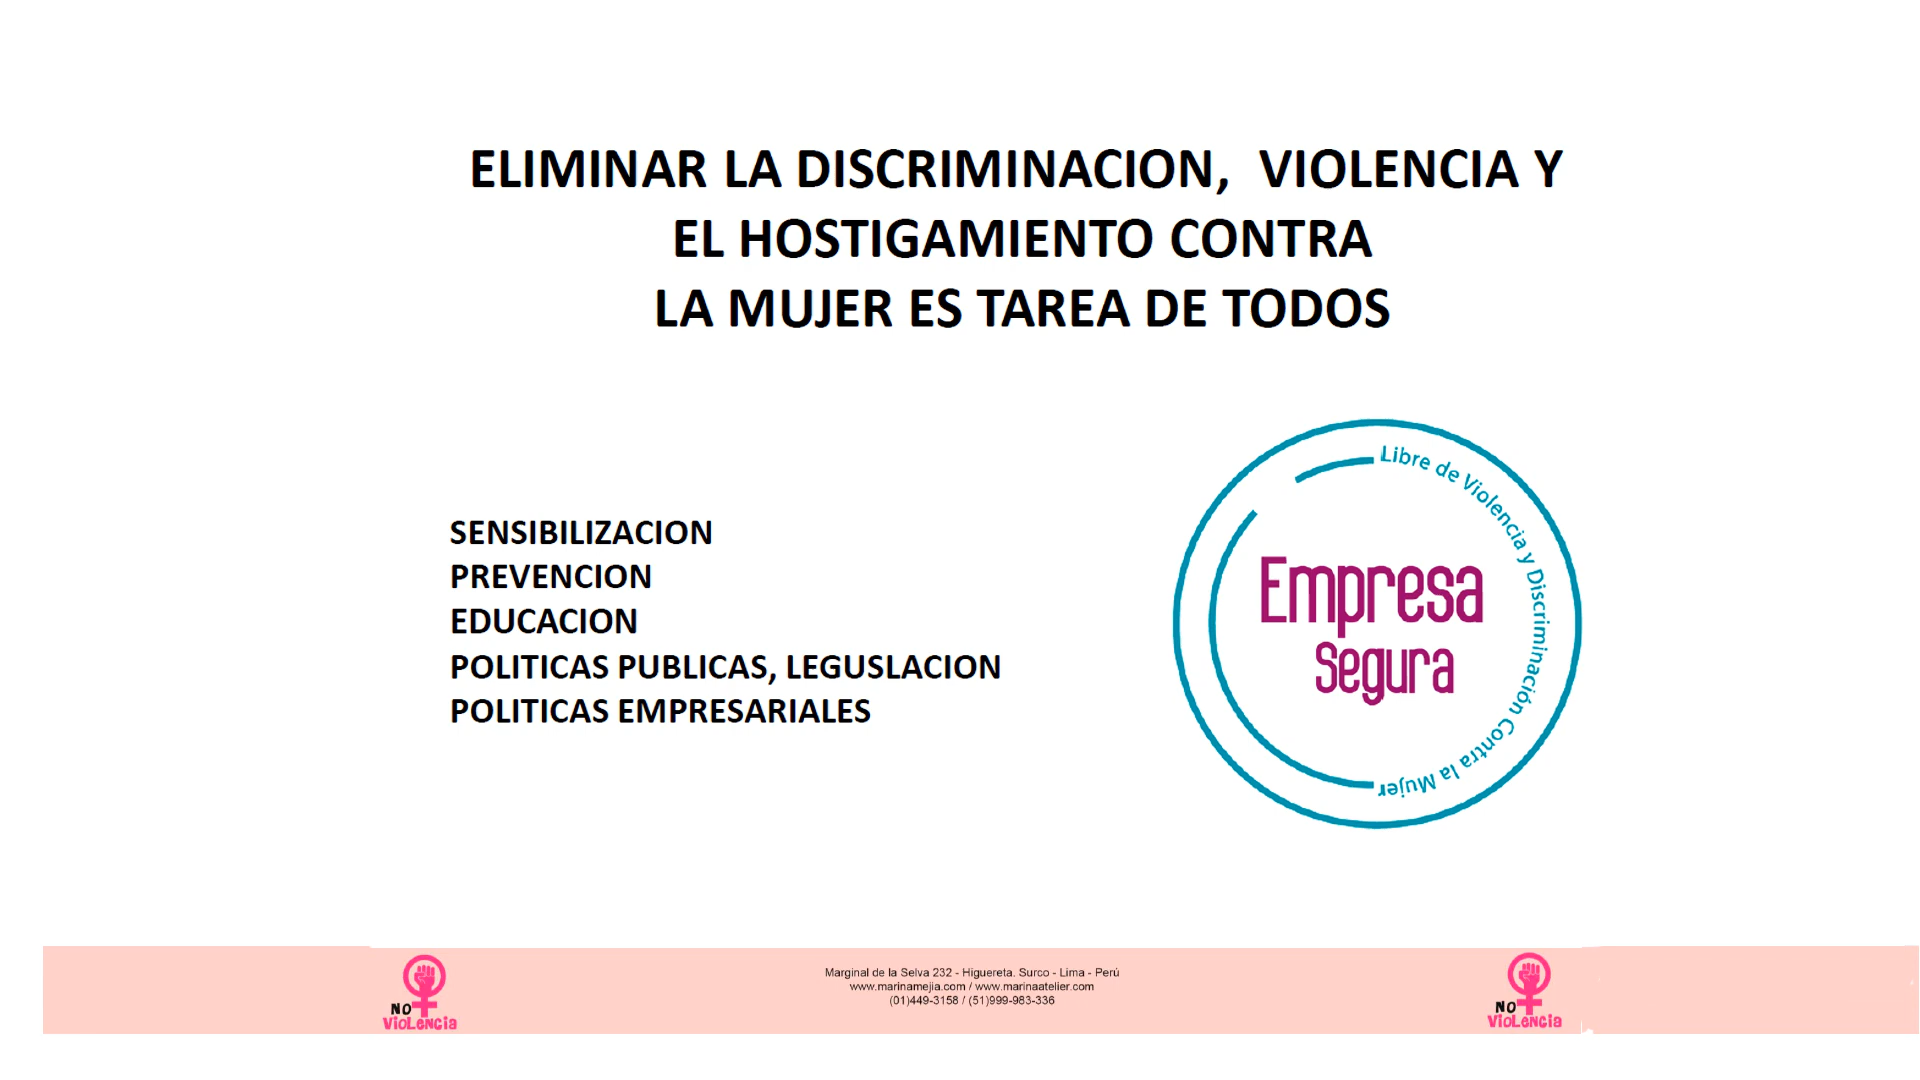 ELIMINAR LA DISCRIMINACION, VIOLENCIA Y
EL HOSTIGAMIENTO CONTRA
LA MUJER ES TAREA DE TODOS
SENSIBILIZACION
PREVENCION
EDUCACION
POLITICAS PUBLICAS, LEGUSLACION
POLITICAS EMPRESARIALES
Libre de Violencia y Discriminación Contra la Mujer
Empresa
Segura
NO
VioLeNcia
Marginal de la Selva 232 - Higuereta. Surco - Lima - Perú
www.marinamejia.com / www.marinaatelier.com
(01)449-3158 / (51)999-983-336
NO
VioLeNcia